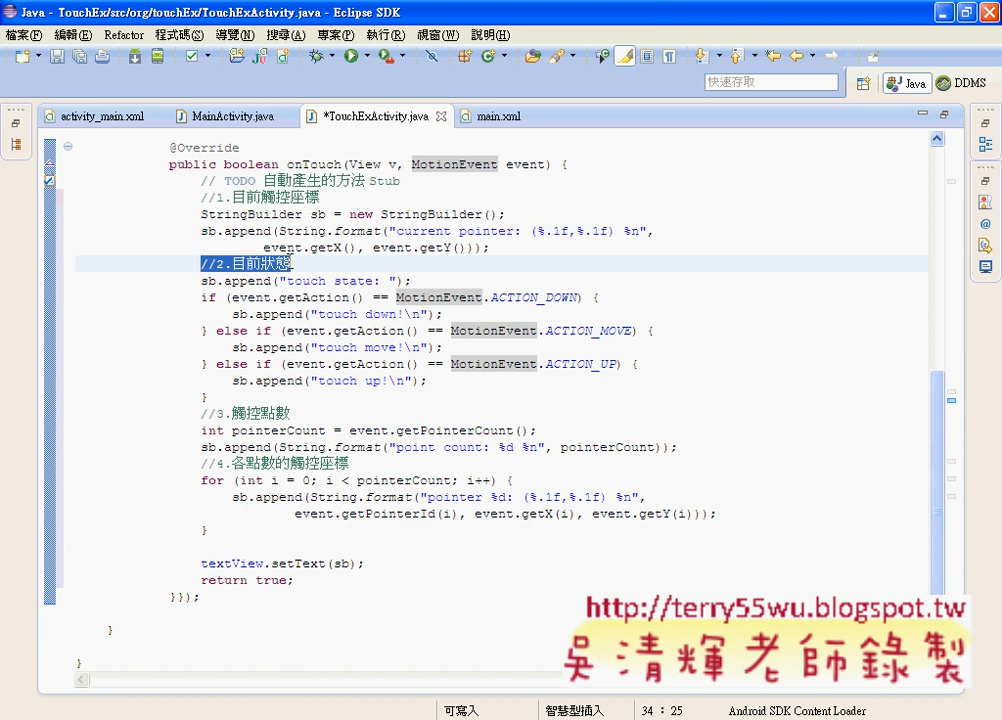 Java - TouchEx/src/org/touchEx/TouchExActivity.java - Eclipse SDK
檔案(F) 編輯(E) Refactor 程式碼(S) 導覽(N) 搜尋(A) 專案(P) 執行(R) 視窗(W) 說明(H)
快速存取 Java DDMS
activity_main.xml MainActivity.java *TouchExActivity.java main.xml
@Override
public boolean onTouch(View v, MotionEvent event) {
// TODO 自動產生的方法 Stub
//1.目前觸控座標
StringBuilder sb = new StringBuilder();
sb.append(String.format("current pointer: (%.1f,%.1f) %n",
event.getX(), event.getY()));
//2.目前狀態
sb.append("touch state: ");
if (event.getAction() == MotionEvent.ACTION_DOWN) {
sb.append("touch down!\n");
} else if (event.getAction() == MotionEvent.ACTION_MOVE) {
sb.append("touch move!\n");
} else if (event.getAction() == MotionEvent.ACTION_UP) {
sb.append("touch up!\n");
}
//3.觸控點數
int pointerCount = event.getPointerCount();
sb.append(String.format("point count: %d %n", pointerCount));
//4.各點數的觸控座標
for (int i = 0; i < pointerCount; i++) {
sb.append(String.format("pointer %d: (%.1f,%.1f) %n",
event.getPointerId(i), event.getX(i), event.getY(i)));
}
textView.setText(sb);
return true;
}});
}
}
http://terry55wu.blogspot.tw
吳清輝老師錄製
可寫入 智慧型插入 34 : 25 Android SDK Content Loader